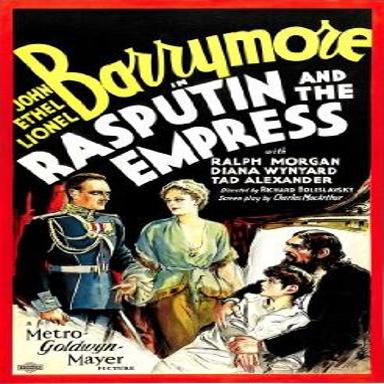 JOHN
ETHEL
LIONEL
Barrymore
IN
RASPUTIN
AND
THE
EMPRESS
with
RALPH MORGAN
DIANA WYNYARD
TAD ALEXANDER
Directed by RICHARD BOLESLAVSKY
Screen play by Charles MacArthur
A
Metro-
Goldwyn-
Mayer
PICTURE